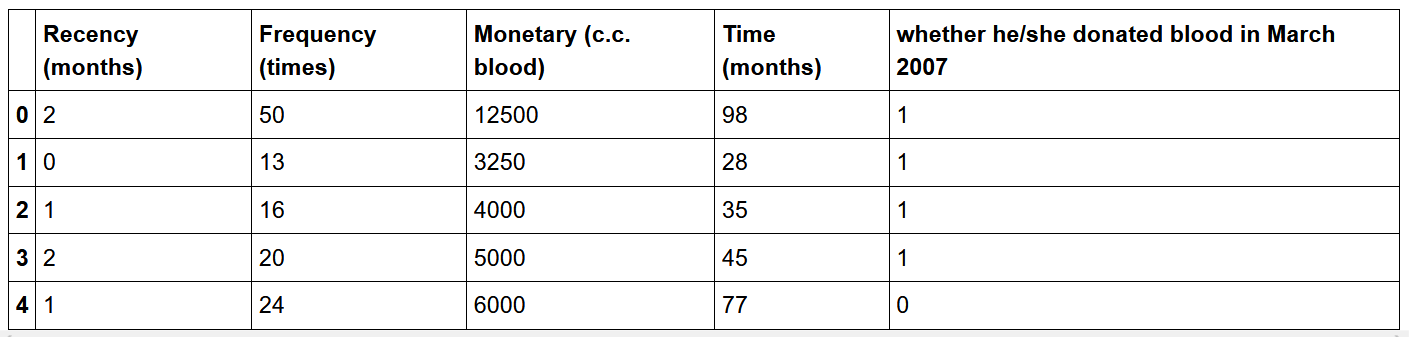 Recency (months) Frequency (times) Monetary (c.c. blood) Time (months) whether he/she donated blood in March 2007
0 2 50 12500 98 1
1 0 13 3250 28 1
2 1 16 4000 35 1
3 2 20 5000 45 1
4 1 24 6000 77 0